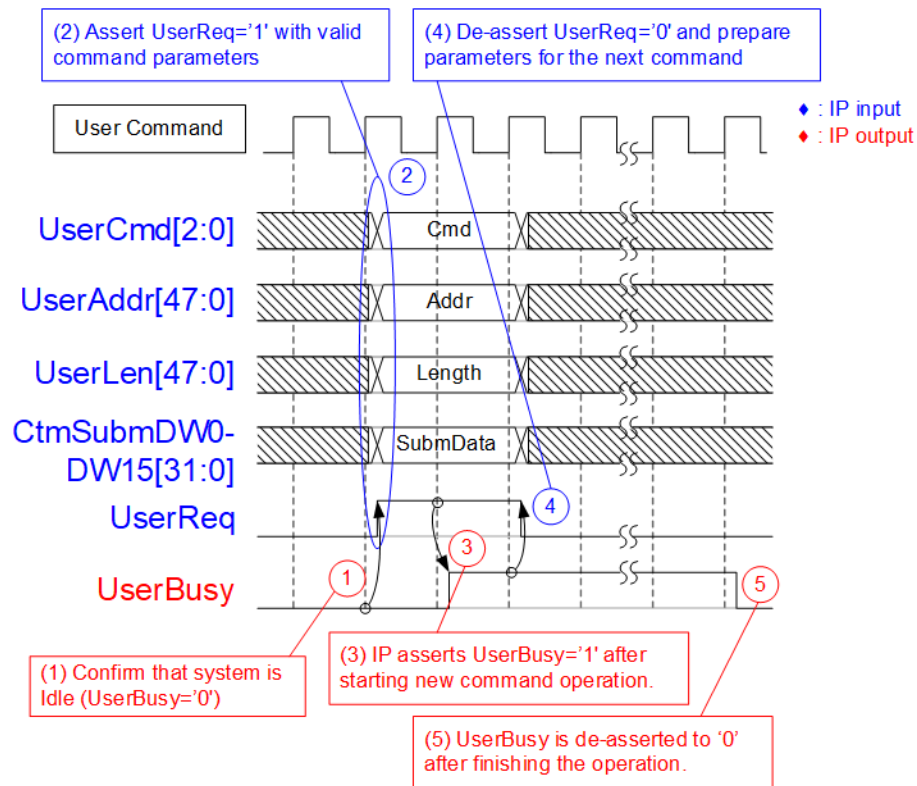 (2) Assert UserReq='1' with valid
command parameters
(4) De-assert UserReq='0' and prepare
parameters for the next command
User Command
♦ : IP input
♦ : IP output
2
UserCmd[2:0]
Cmd
UserAddr[47:0]
Addr
UserLen[47:0]
Length
CtmSubmDW0-
DW15[31:0]
SubmData
UserReq
4
3
UserBusy
1
5
(1) Confirm that system is
Idle (UserBusy='0')
(3) IP asserts UserBusy='1' after
starting new command operation.
(5) UserBusy is de-asserted to ‘0’
after finishing the operation.